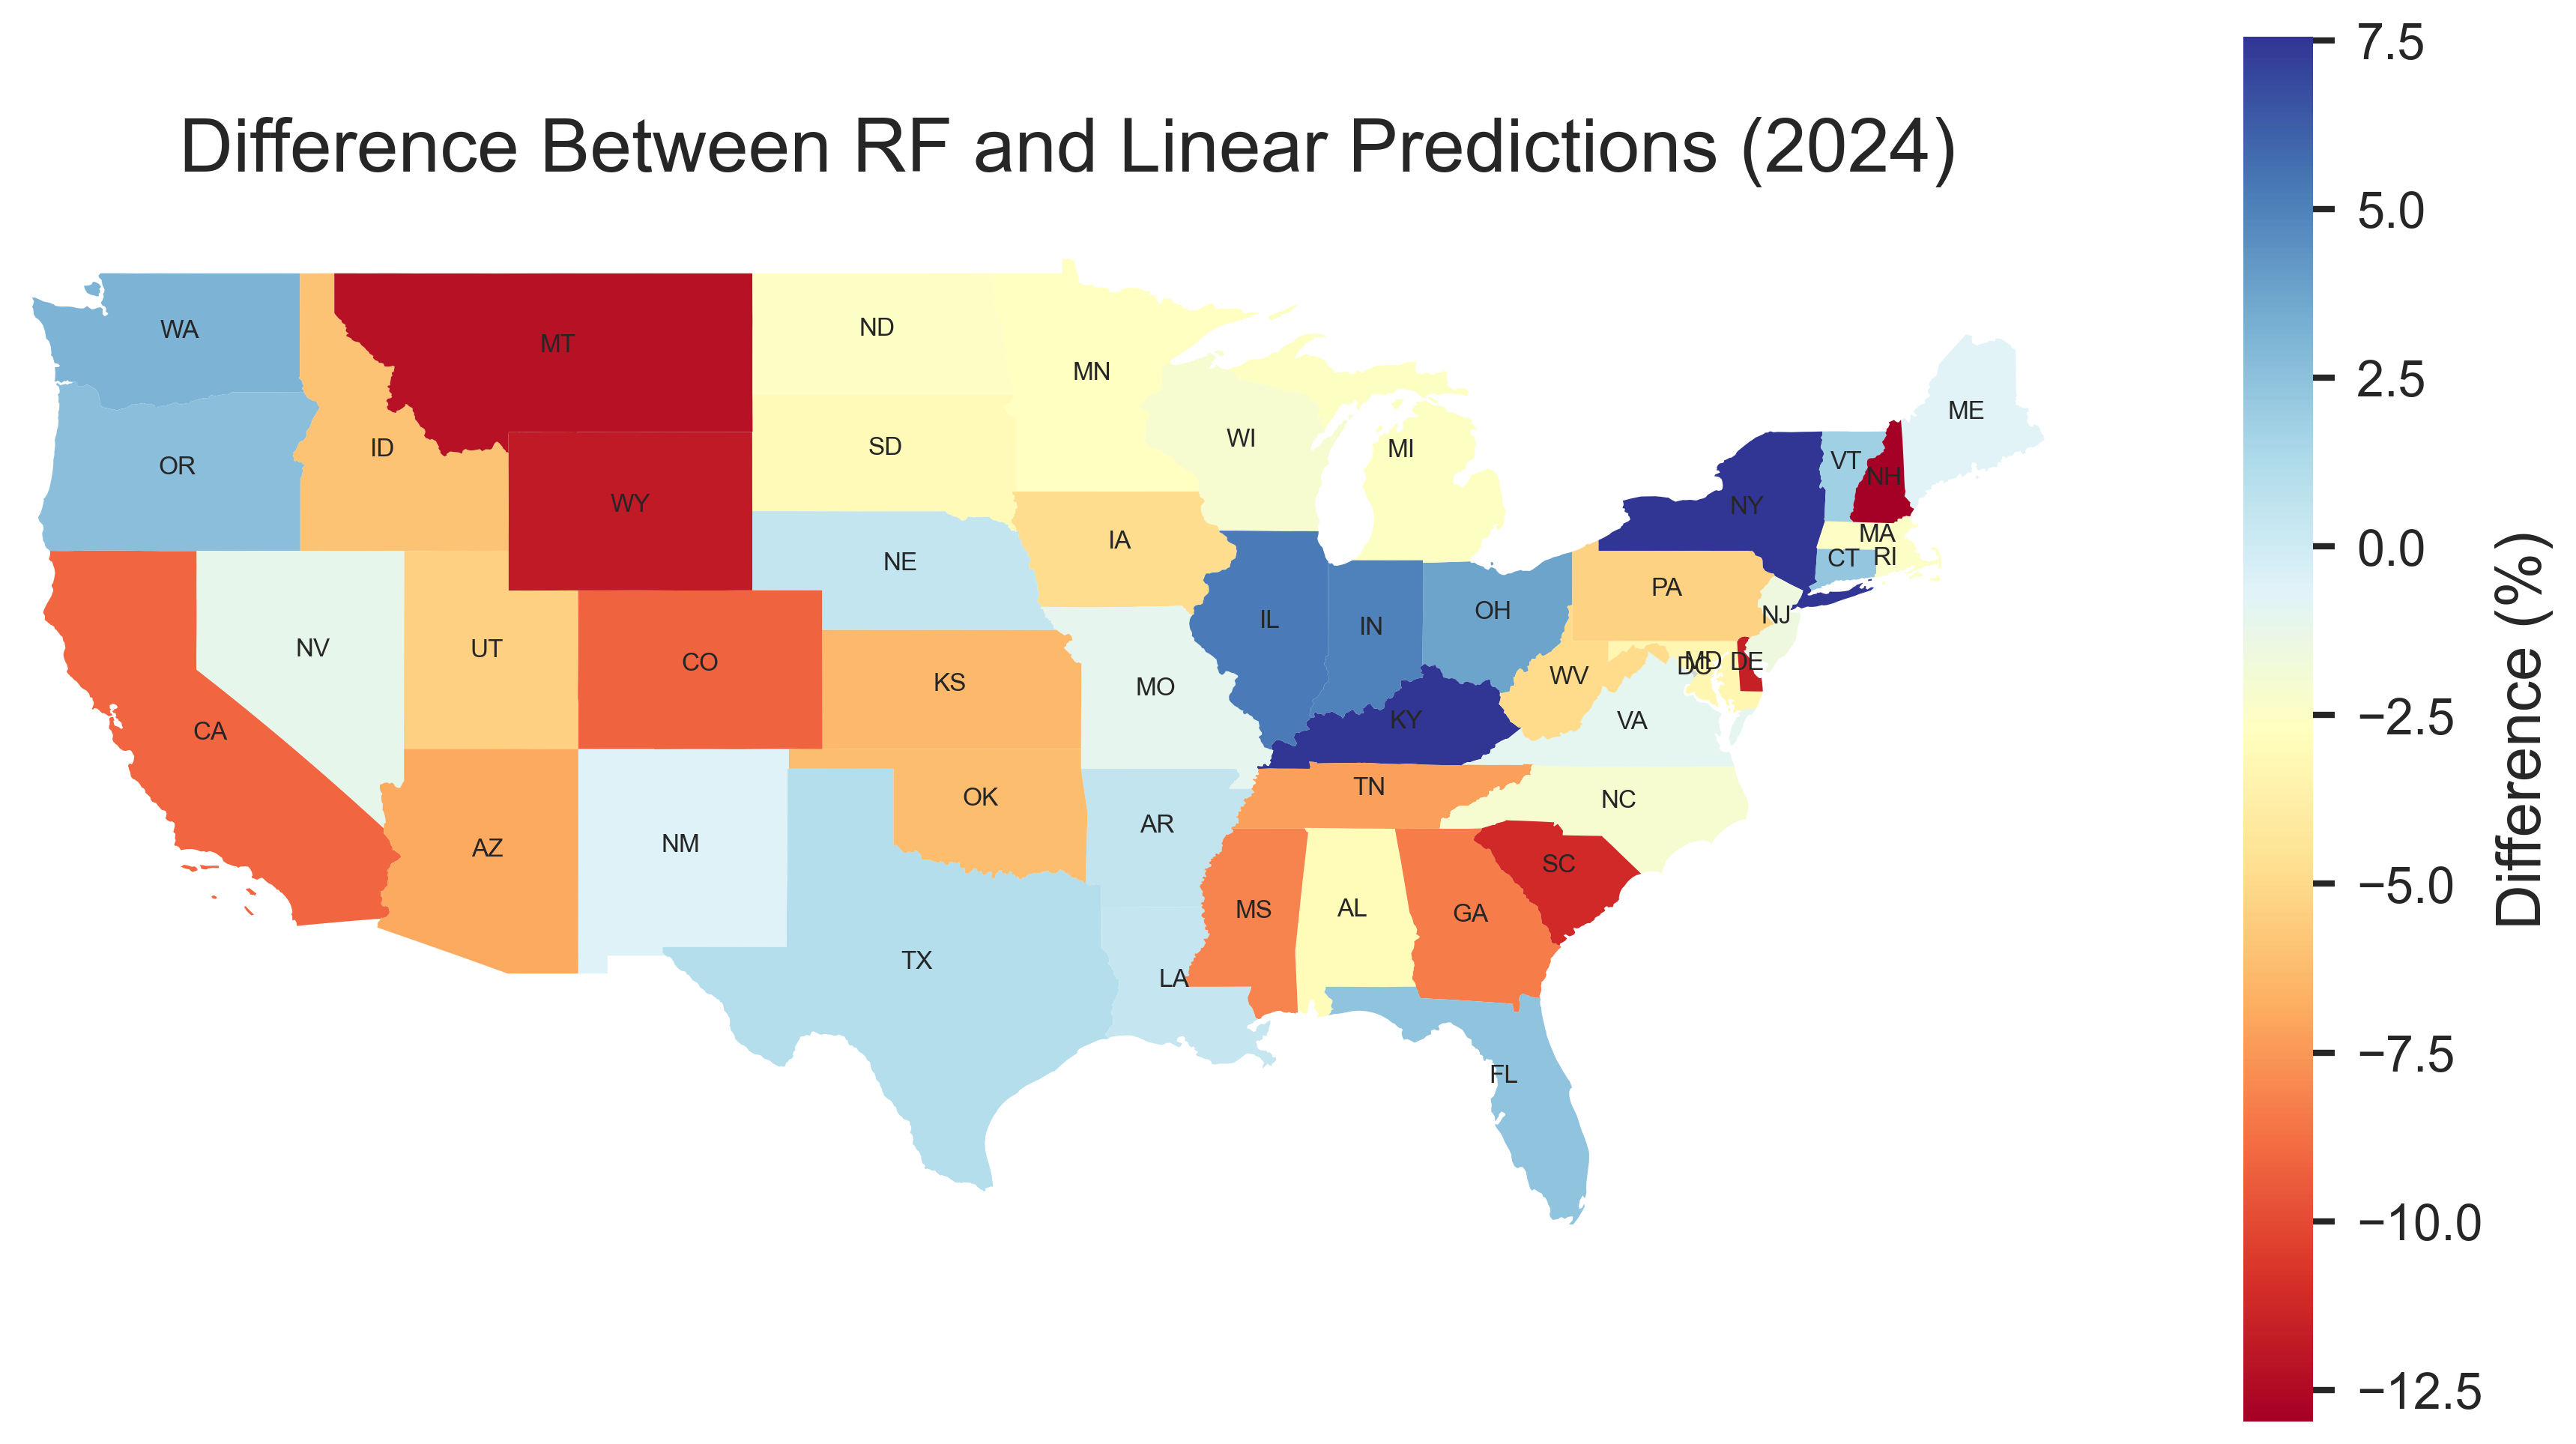 Difference Between RF and Linear Predictions (2024)
WA
MT
ND
MN
OR
ID
SD
WI
MI
ME
WY
VT
NH
NY
IA
NE
MA
CT
RI
PA
NV
UT
CO
IL
IN
OH
NJ
CA
KS
MO
WV
DC
MD
DE
KY
VA
AZ
NM
OK
AR
TN
NC
TX
LA
MS
AL
GA
SC
FL
7.5
5.0
2.5
0.0
−2.5
−5.0
−7.5
−10.0
−12.5
Difference (%)